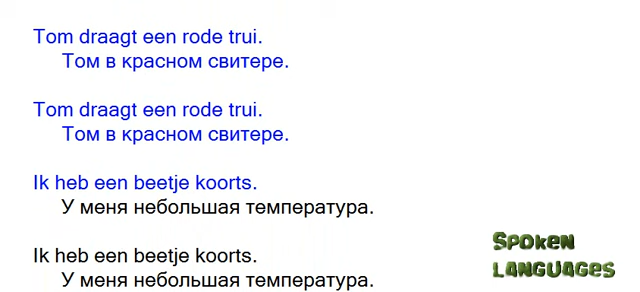 Tom draagt een rode trui.
Том в красном свитере.
Tom draagt een rode trui.
Том в красном свитере.
Ik heb een beetje koorts.
У меня небольшая температура.
Ik heb een beetje koorts.
У меня небольшая температура.
SPOKEN
LANGUAGES